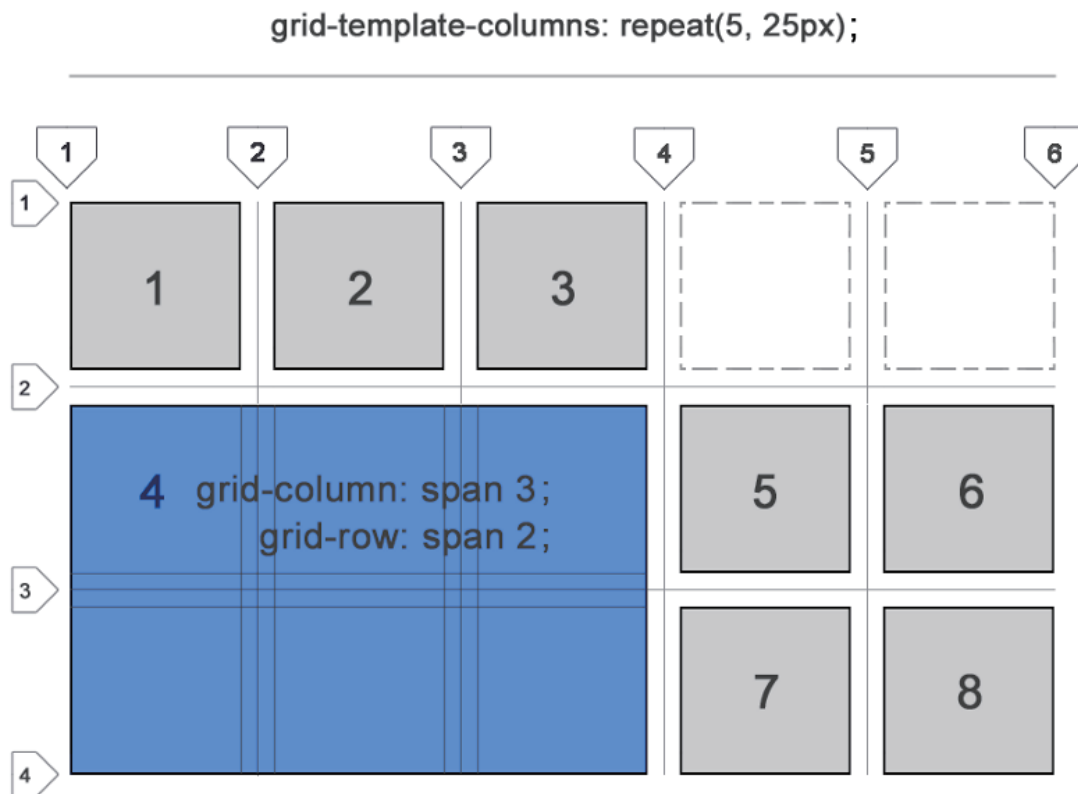 grid-template-columns: repeat(5, 25px);
1 2 3 4 5 6
1
1 2 3
2
4 grid-column: span 3; 5 6
grid-row: span 2;
3
7 8
4